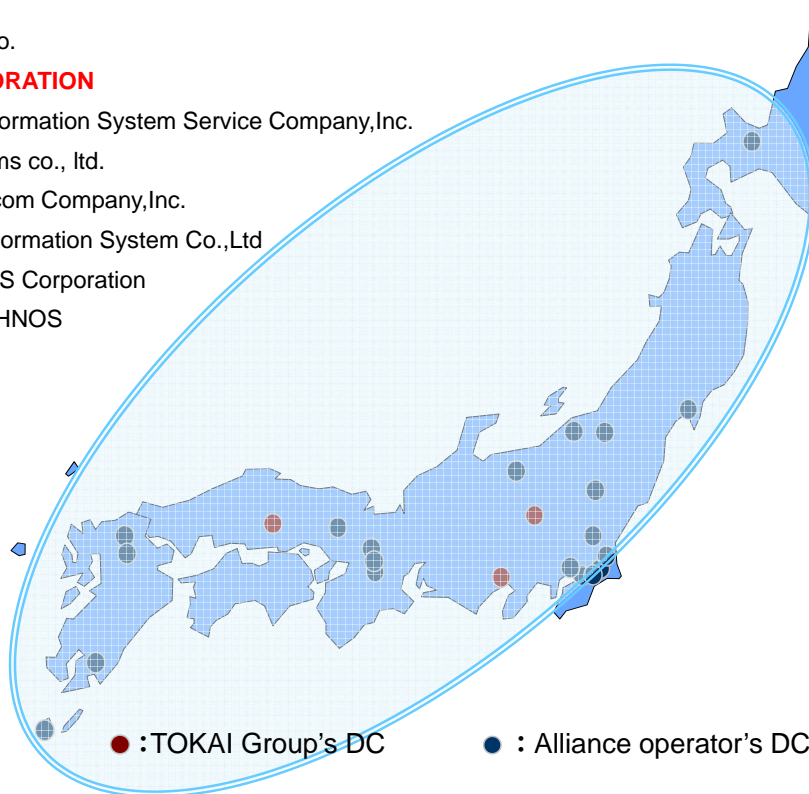 o.
ORATION
ormation System Service Company,Inc.
ms co., ltd.
com Company,Inc.
formation System Co.,Ltd
S Corporation
HNOS
:TOKAI Group's DC
: Alliance operator's DC